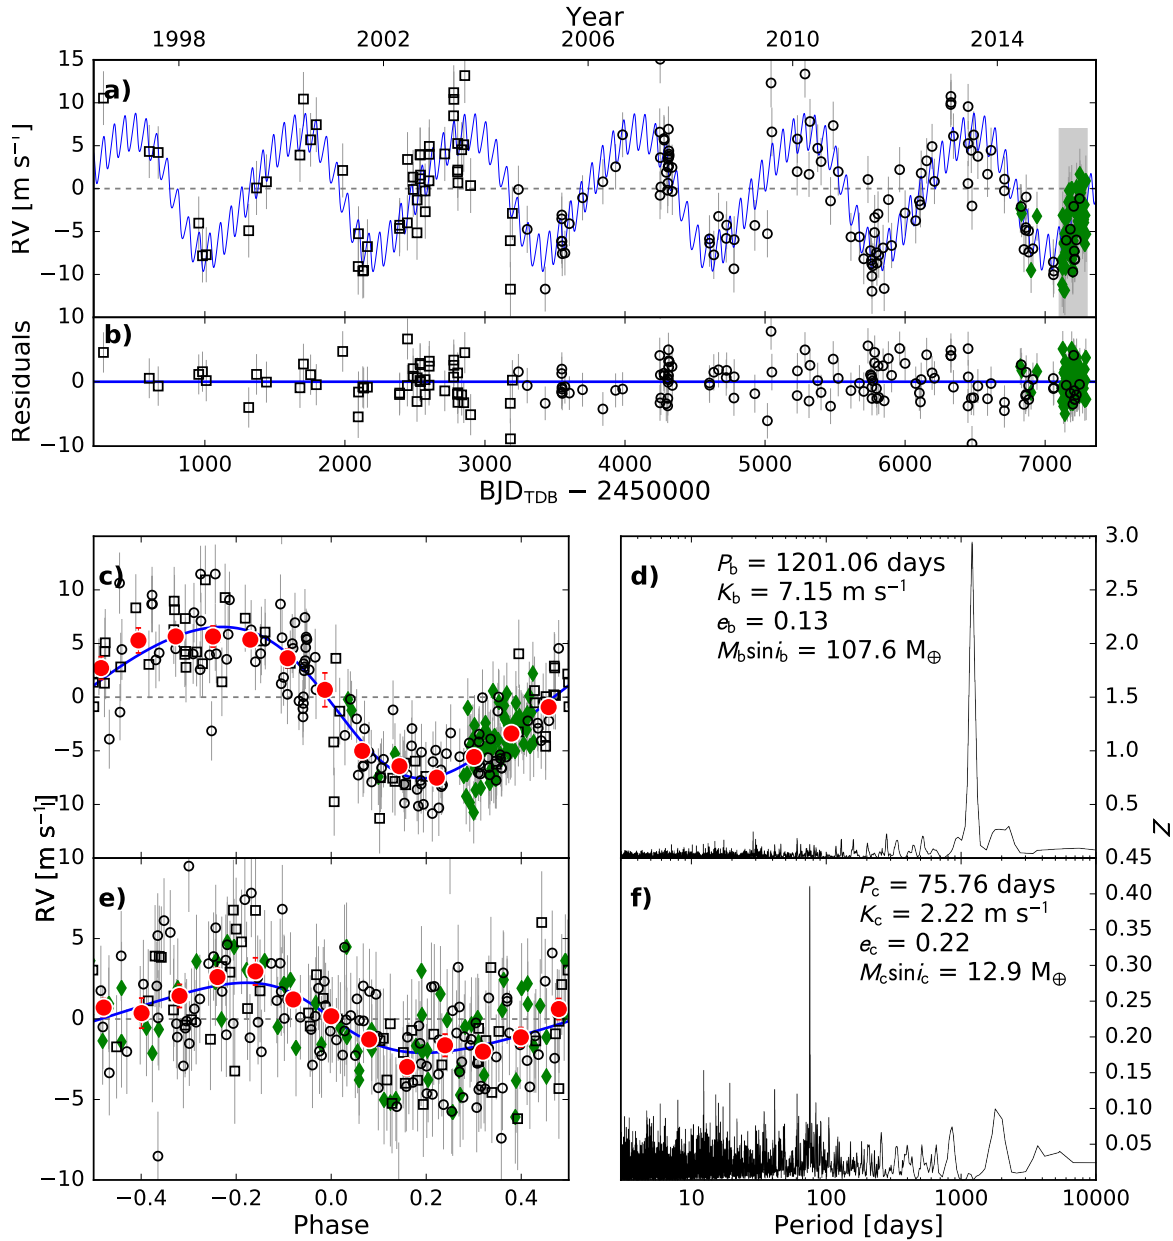 Year
1998 2002 2006 2010 2014
a)
15
10
5
0
−5
−10
RV [m s⁻¹]
b)
10
0
−10
Residuals
1000 2000 3000 4000 5000 6000 7000
BJD_TDB − 2450000
c)
10
5
0
−5
−10
d)
P_b = 1201.06 days
K_b = 7.15 m s⁻¹
e_b = 0.13
M_b sin i_b = 107.6 M⊕
3.0
2.5
2.0
1.5
1.0
0.5
0.45
RV [m s⁻¹]
Z
e)
10
5
0
−5
−10
−0.4 −0.2 0.0 0.2 0.4
Phase
f)
P_c = 75.76 days
K_c = 2.22 m s⁻¹
e_c = 0.22
M_c sin i_c = 12.9 M⊕
0.40
0.35
0.30
0.25
0.20
0.15
0.10
0.05
10 100 1000 10000
Period [days]